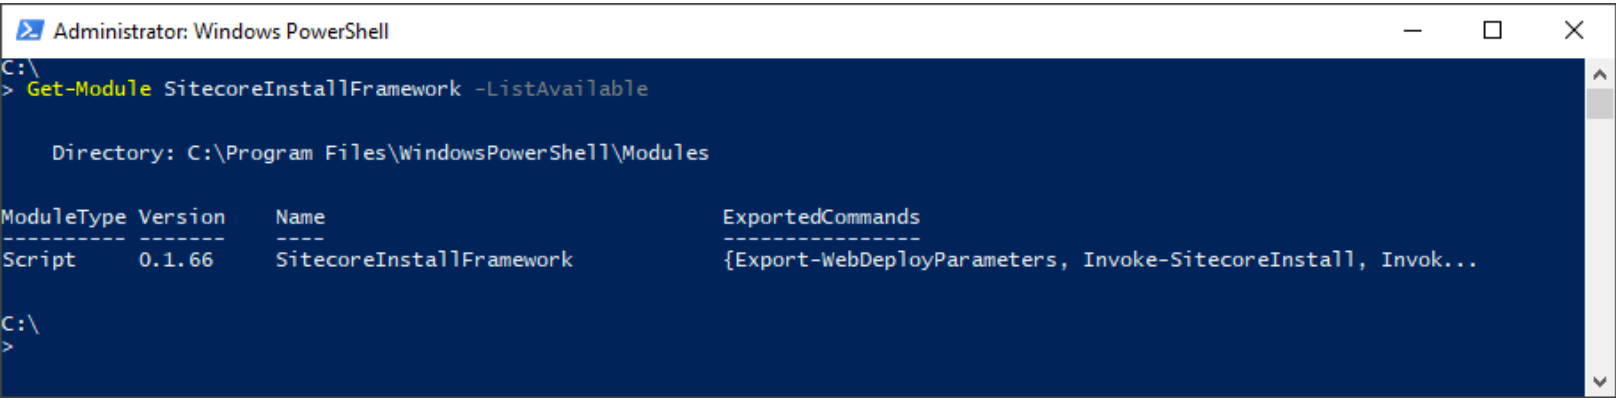 Administrator: Windows PowerShell
C:\
> Get-Module SitecoreInstallFramework -ListAvailable
Directory: C:\Program Files\WindowsPowerShell\Modules
ModuleType Version Name ExportedCommands
---------- ------- ---- ----------------
Script 0.1.66 SitecoreInstallFramework {Export-WebDeployParameters, Invoke-SitecoreInstall, Invok...
C:\
>